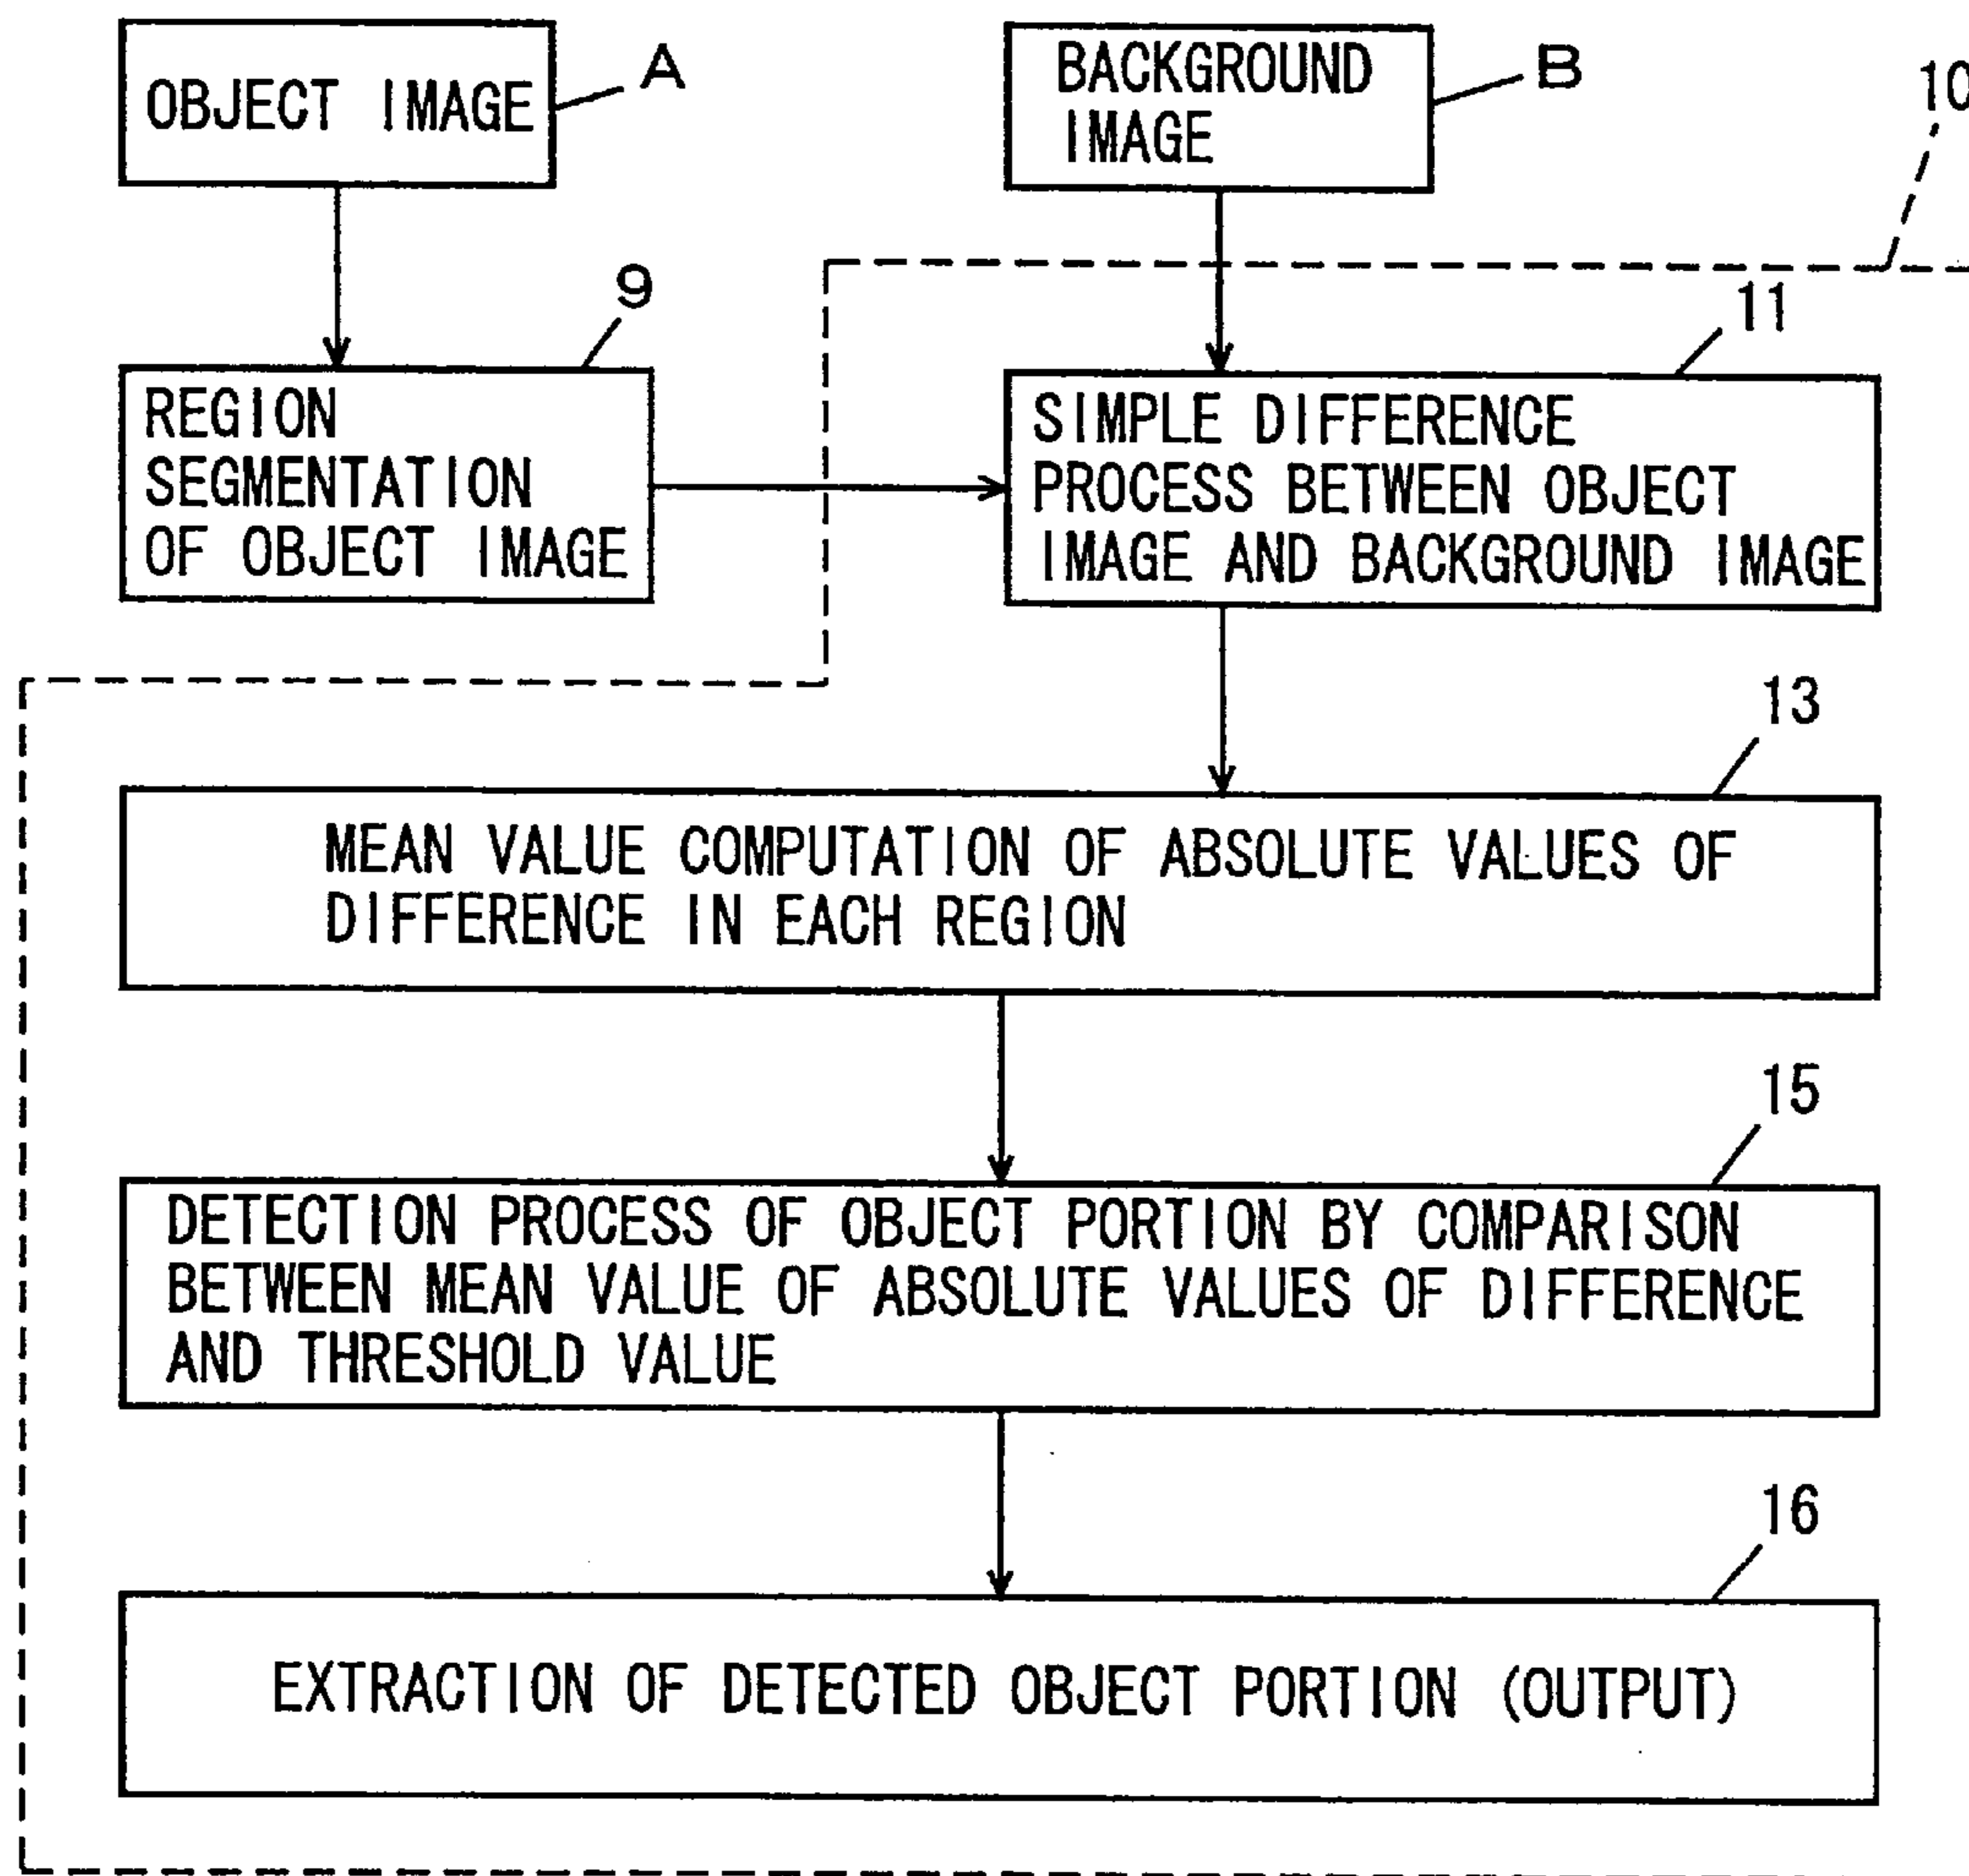 OBJECT IMAGE
A
BACKGROUND
IMAGE
B
10
9
REGION
SEGMENTATION
OF OBJECT IMAGE
11
SIMPLE DIFFERENCE
PROCESS BETWEEN OBJECT
IMAGE AND BACKGROUND IMAGE
13
MEAN VALUE COMPUTATION OF ABSOLUTE VALUES OF
DIFFERENCE IN EACH REGION
15
DETECTION PROCESS OF OBJECT PORTION BY COMPARISON
BETWEEN MEAN VALUE OF ABSOLUTE VALUES OF DIFFERENCE
AND THRESHOLD VALUE
16
EXTRACTION OF DETECTED OBJECT PORTION (OUTPUT)